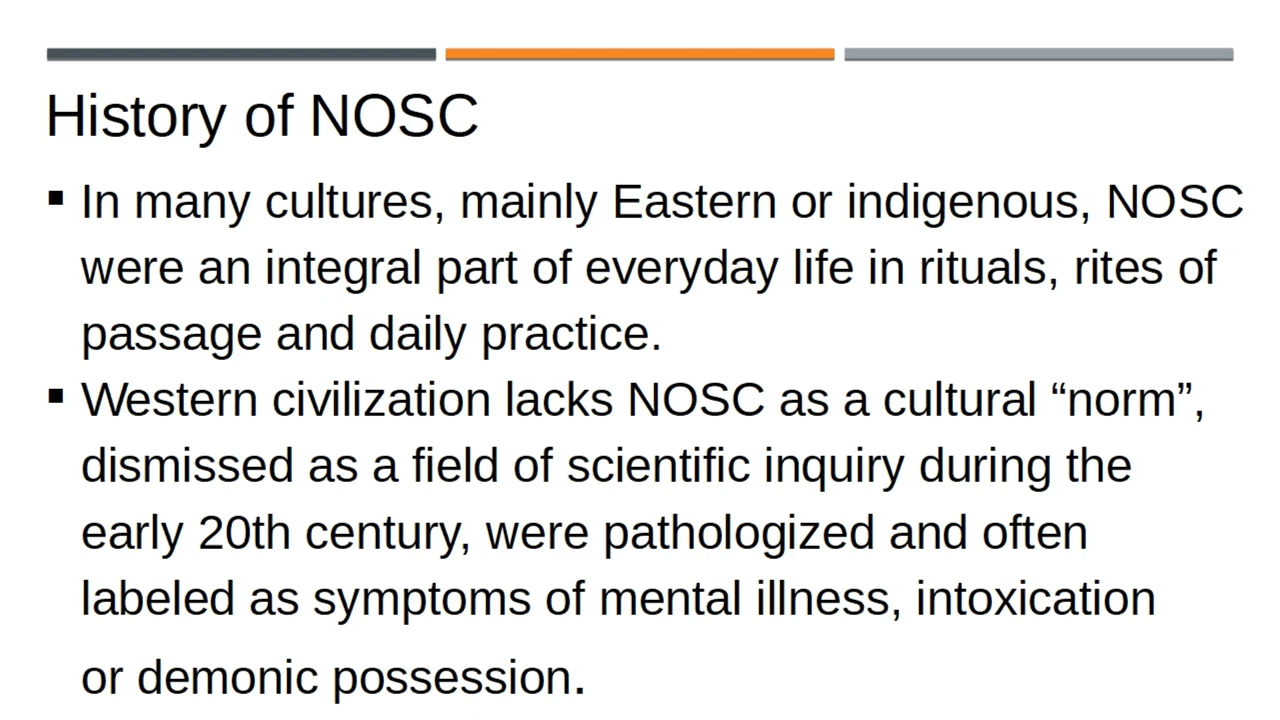 History of NOSC
▪ In many cultures, mainly Eastern or indigenous, NOSC
were an integral part of everyday life in rituals, rites of
passage and daily practice.
▪ Western civilization lacks NOSC as a cultural “norm”,
dismissed as a field of scientific inquiry during the
early 20th century, were pathologized and often
labeled as symptoms of mental illness, intoxication
or demonic possession.